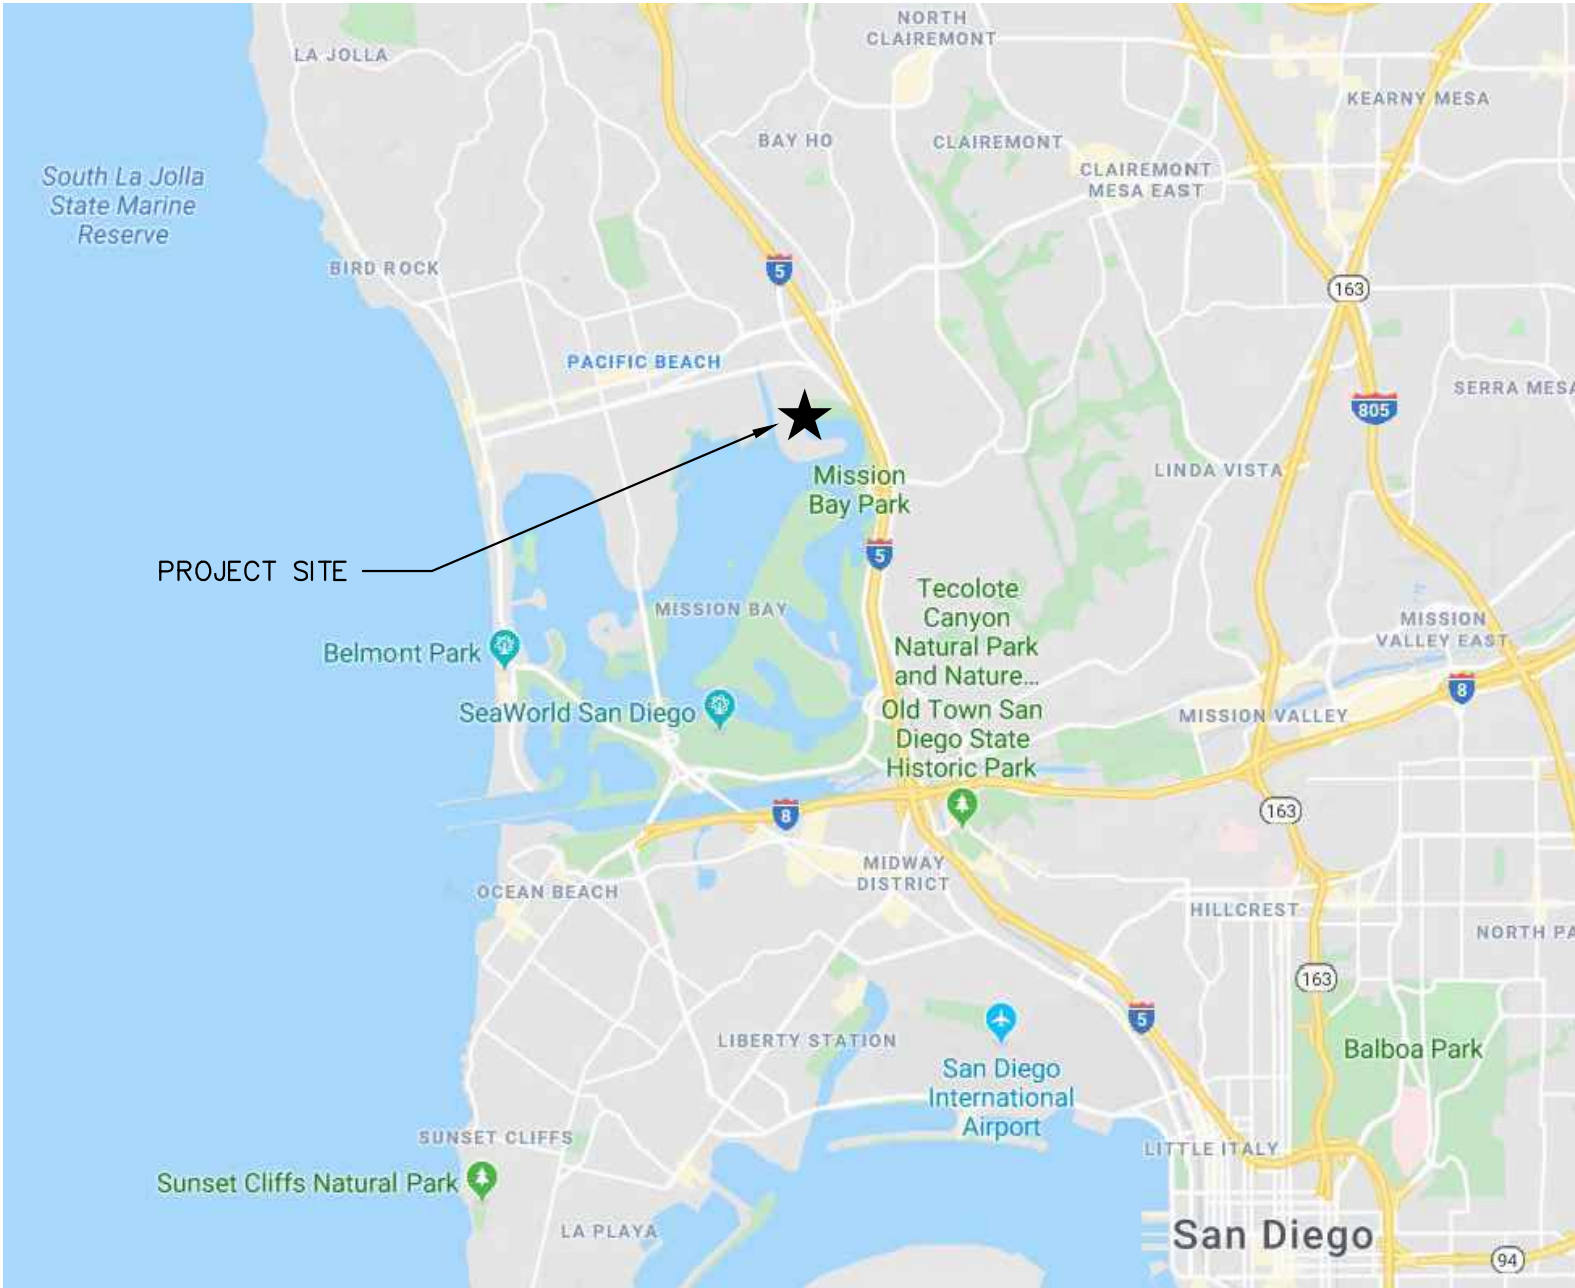 NORTH
CLAIREMONT
LA JOLLA
KEARNY MESA
BAY HO
CLAIREMONT
CLAIREMONT
MESA EAST
South La Jolla
State Marine
Reserve
BIRD ROCK
5
163
PACIFIC BEACH
SERRA MESA
805
LINDA VISTA
Mission
Bay Park
5
PROJECT SITE
Tecolote
Canyon
Natural Park
and Nature...
MISSION BAY
MISSION
VALLEY EAST
Belmont Park
8
SeaWorld San Diego
Old Town San
Diego State
Historic Park
MISSION VALLEY
8
163
MIDWAY
DISTRICT
OCEAN BEACH
HILLCREST
NORTH PA
163
5
LIBERTY STATION
Balboa Park
San Diego
International
Airport
SUNSET CLIFFS
LITTLE ITALY
Sunset Cliffs Natural Park
LA PLAYA
San Diego
94